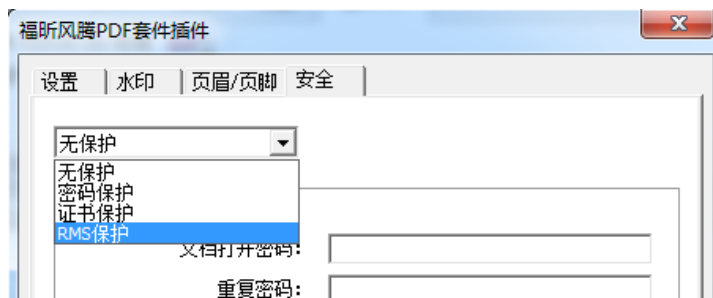 福昕风腾PDF套件插件
设置 水印 页眉/页脚 安全
无保护
无保护
密码保护
证书保护
RMS保护
文档打开密码:
重复密码: